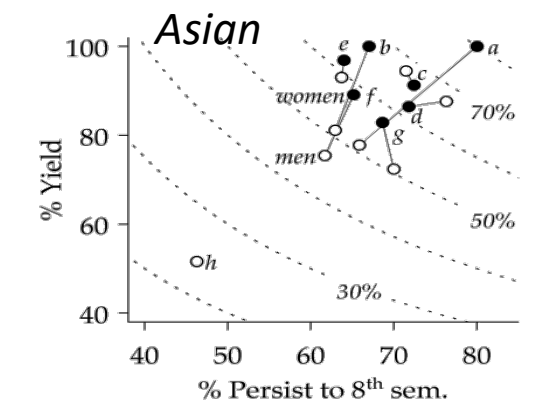 Asian
100
80
60
40
% Yield
e
b
a
c
women
f
d
70%
g
men
50%
h
30%
40 50 60 70 80
% Persist to 8th sem.